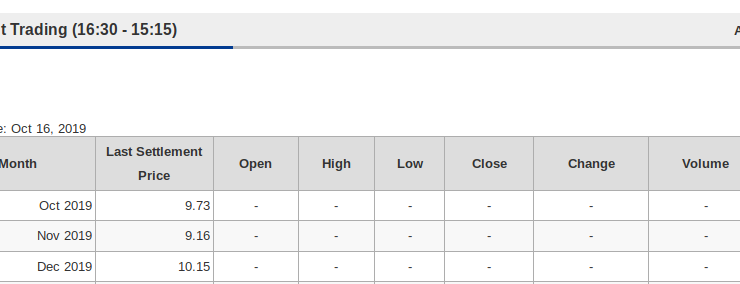 t Trading (16:30 - 15:15)
e: Oct 16, 2019
Month Last Settlement Price Open High Low Close Change Volume
Oct 2019 9.73 - - - - - -
Nov 2019 9.16 - - - - - -
Dec 2019 10.15 - - - - - -